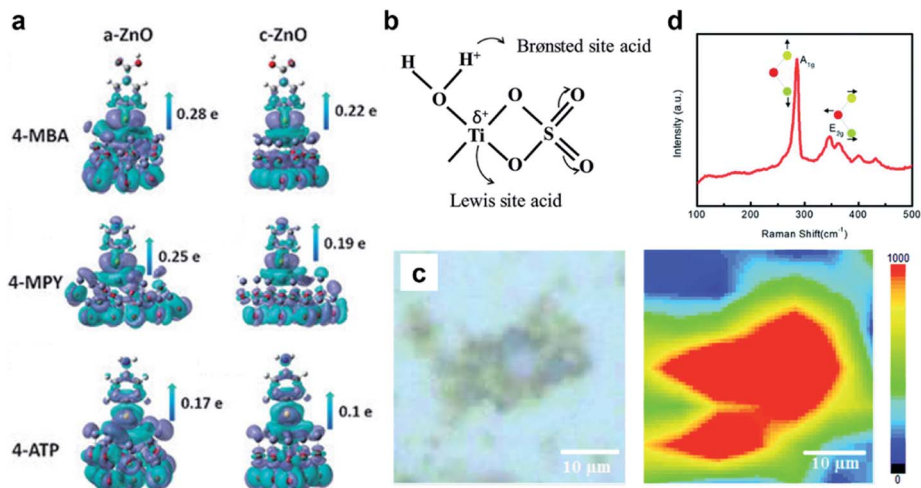 a
a-ZnO
c-ZnO
4-MBA
0.28 e
0.22 e
4-MPY
0.25 e
0.19 e
4-ATP
0.17 e
0.1 e
b
H
H+
Brønsted site acid
O
O
O
δ+
Ti
S
O
O
Lewis site acid
c
10 µm
10 µm
1000
0
d
Intensity (a.u.)
A1g
E2g
100
200
300
400
500
Raman Shift(cm-1)